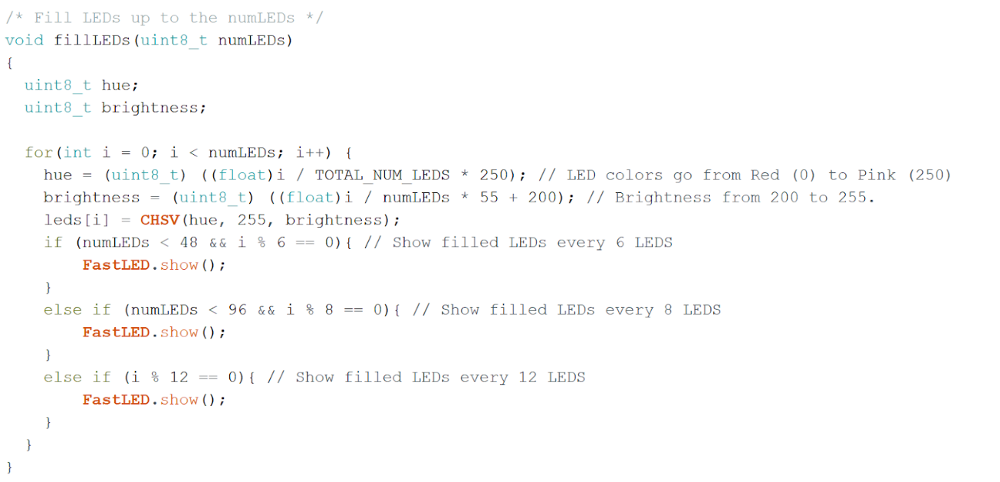 /* Fill LEDs up to the numLEDs */
void fillLEDs(uint8_t numLEDs)
{
  uint8_t hue;
  uint8_t brightness;

  for(int i = 0; i < numLEDs; i++) {
    hue = (uint8_t) ((float)i / TOTAL_NUM_LEDS * 250); // LED colors go from Red (0) to Pink (250)
    brightness = (uint8_t) ((float)i / numLEDs * 55 + 200); // Brightness from 200 to 255.
    leds[i] = CHSV(hue, 255, brightness);
    if (numLEDs < 48 && i % 6 == 0){ // Show filled LEDs every 6 LEDS
        FastLED.show();
    }
    else if (numLEDs < 96 && i % 8 == 0){ // Show filled LEDs every 8 LEDS
        FastLED.show();
    }
    else if (i % 12 == 0){ // Show filled LEDs every 12 LEDS
        FastLED.show();
    }
  }
}